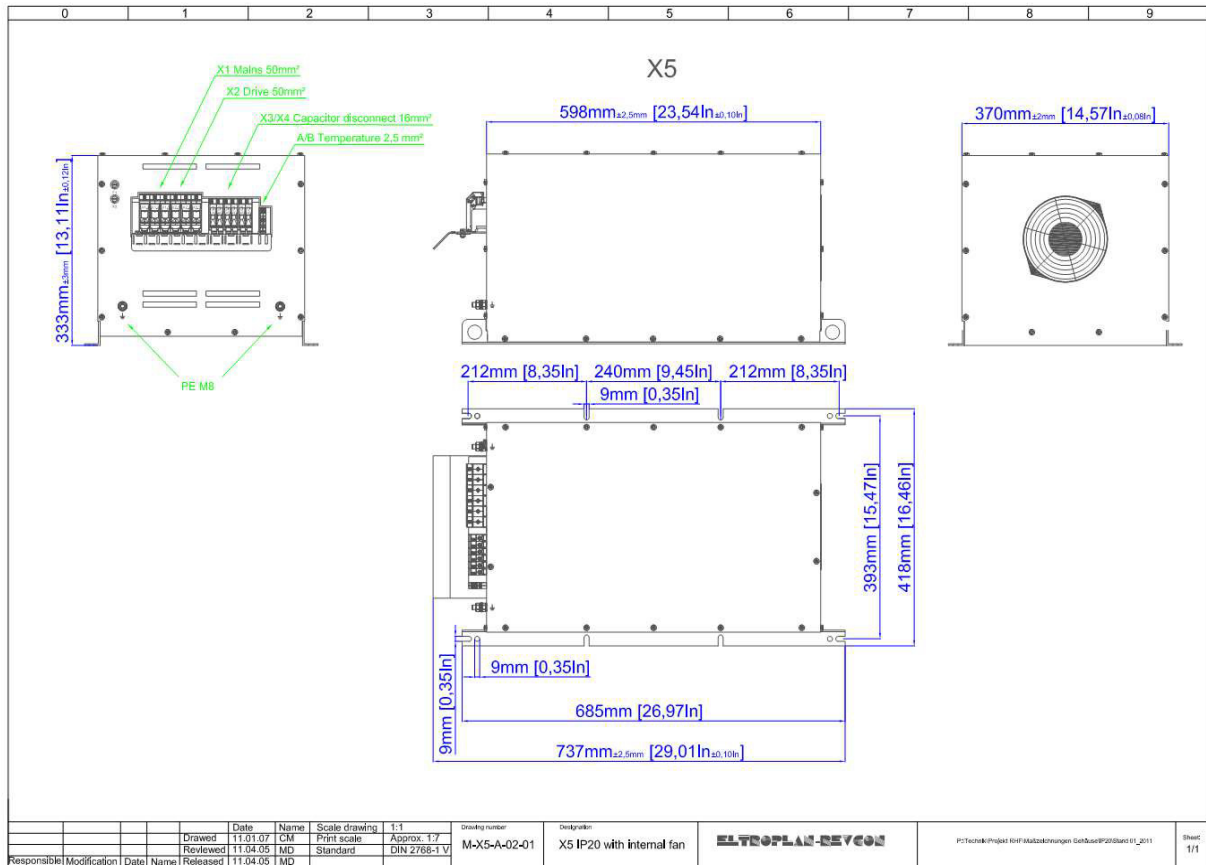 0 1 2 3 4 5 6 7 8 9
X5
X1 Mains 50mm²
X2 Drive 50mm²
X3/X4 Capacitor disconnect 16mm²
A/B Temperature 2,5 mm²
333mm±3mm [13,11In±0,12In]
PE M8
598mm±2,5mm [23,54In±0,10In]
370mm±2mm [14,57In±0,08In]
212mm [8,35In] 240mm [9,45In] 212mm [8,35In]
9mm [0,35In]
393mm [15,47In]
418mm [16,46In]
9mm [0,35In]
9mm [0,35In]
685mm [26,97In]
737mm±2,5mm [29,01In±0,10In]
Date Name Scale drawing 1:1
Drawed 11.01.07 CM Print scale Approx. 1:7
Reviewed 11.04.05 MD Standard DIN 2768-1 V
Responsible Modification Date Name Released 11.04.05 MD
Drawing number
M-X5-A-02-01
Designation
X5 IP20 with internal fan
ELTROPLAN-REVCON
Sheet
1/1